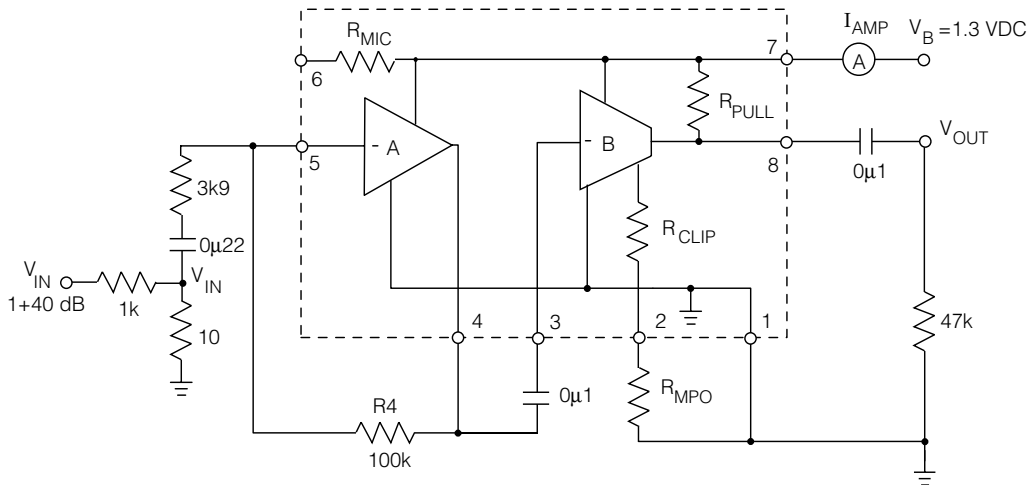 R_MIC
6
7
I_AMP
A
V_B = 1.3 VDC
R_PULL
- A
- B
5
8
V_OUT
0µ1
3k9
0µ22
R_CLIP
V_IN
1+40 dB
1k
V_IN
10
4
3
2
1
47k
0µ1
R_MPO
R4
100k